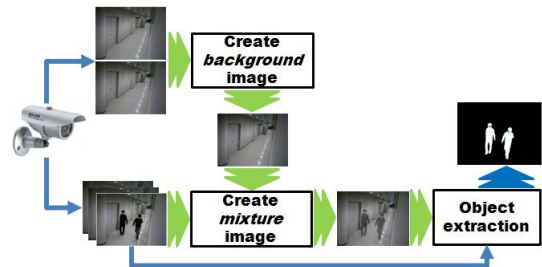 Create
background
image
Create
mixture
image
Object
extraction